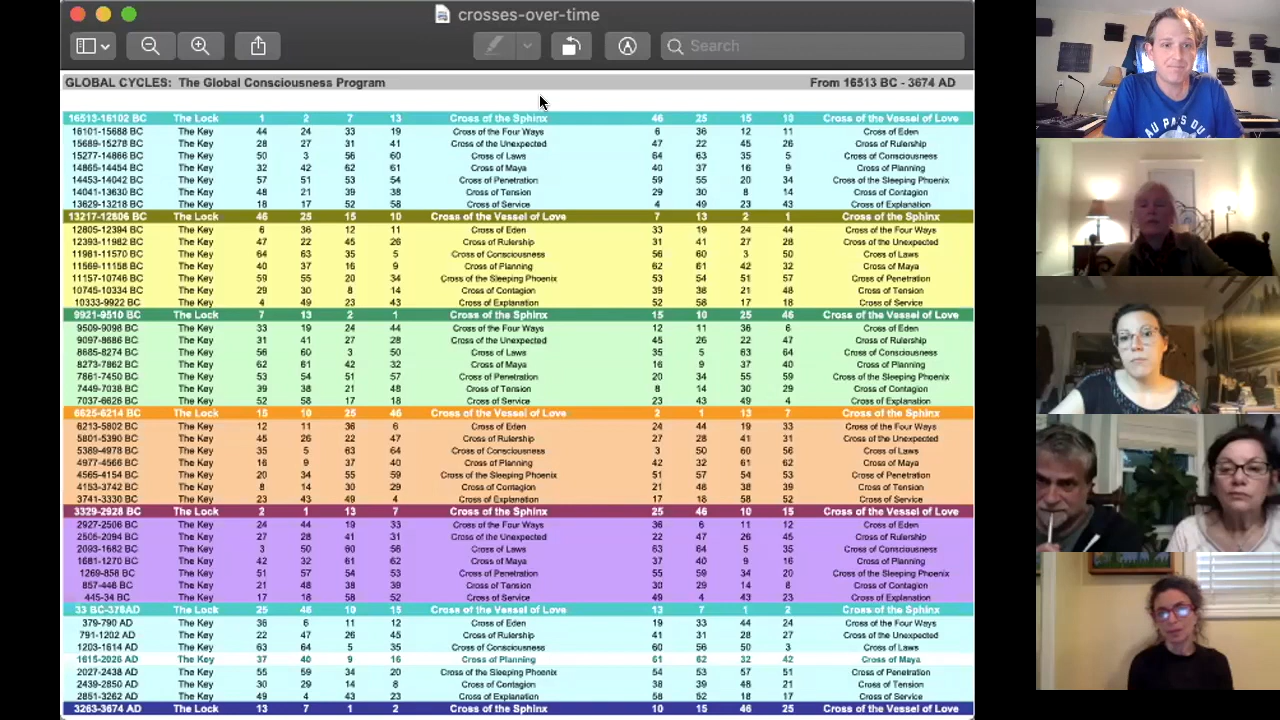 crosses-over-time
Search
GLOBAL CYCLES: The Global Consciousness Program From 16513 BC - 3674 AD
16513-16102 BC The Lock 1 2 7 13 Cross of the Sphinx 46 25 15 10 Cross of the Vessel of Love
16101-15688 BC The Key 44 24 33 19 Cross of the Four Ways 6 36 12 11 Cross of Eden
15689-15278 BC The Key 28 27 31 41 Cross of the Unexpected 47 22 45 26 Cross of Rulership
15277-14866 BC The Key 50 3 56 60 Cross of Laws 64 63 35 5 Cross of Consciousness
14865-14454 BC The Key 32 42 62 61 Cross of Maya 40 37 16 9 Cross of Planning
14453-14042 BC The Key 57 51 53 54 Cross of Penetration 59 55 20 34 Cross of the Sleeping Phoenix
14041-13630 BC The Key 48 21 39 38 Cross of Tension 29 30 8 14 Cross of Contagion
13629-13218 BC The Key 18 17 52 58 Cross of Service 4 49 23 43 Cross of Explanation
13217-12806 BC The Lock 46 25 15 10 Cross of the Vessel of Love 7 13 2 1 Cross of the Sphinx
12805-12394 BC The Key 6 36 12 11 Cross of Eden 33 19 24 44 Cross of the Four Ways
12393-11982 BC The Key 47 22 45 26 Cross of Rulership 31 41 27 28 Cross of the Unexpected
11981-11570 BC The Key 64 63 35 5 Cross of Consciousness 56 60 3 50 Cross of Laws
11569-11158 BC The Key 40 37 16 9 Cross of Planning 62 61 42 32 Cross of Maya
11157-10746 BC The Key 59 55 20 34 Cross of the Sleeping Phoenix 53 54 51 57 Cross of Penetration
10745-10334 BC The Key 29 30 8 14 Cross of Contagion 39 38 21 48 Cross of Tension
10333-9922 BC The Key 4 49 23 43 Cross of Explanation 52 58 17 18 Cross of Service
9921-9510 BC The Lock 7 13 2 1 Cross of the Sphinx 15 10 25 46 Cross of the Vessel of Love
9509-9098 BC The Key 33 19 24 44 Cross of the Four Ways 12 11 36 6 Cross of Eden
9097-8686 BC The Key 31 41 27 28 Cross of the Unexpected 45 26 22 47 Cross of Rulership
8685-8274 BC The Key 56 60 3 50 Cross of Laws 35 5 63 64 Cross of Consciousness
8273-7862 BC The Key 62 61 42 32 Cross of Maya 16 9 37 40 Cross of Planning
7861-7450 BC The Key 53 54 51 57 Cross of Penetration 20 34 55 59 Cross of the Sleeping Phoenix
7449-7038 BC The Key 39 38 21 48 Cross of Tension 8 14 30 29 Cross of Contagion
7037-6626 BC The Key 52 58 17 18 Cross of Service 23 43 49 4 Cross of Explanation
6625-6214 BC The Lock 15 10 25 46 Cross of the Vessel of Love 2 1 13 7 Cross of the Sphinx
6213-5802 BC The Key 12 11 36 6 Cross of Eden 24 44 19 33 Cross of the Four Ways
5801-5390 BC The Key 45 26 22 47 Cross of Rulership 27 28 41 31 Cross of the Unexpected
5389-4978 BC The Key 35 5 63 64 Cross of Consciousness 3 50 60 56 Cross of Laws
4977-4566 BC The Key 16 9 37 40 Cross of Planning 42 32 61 62 Cross of Maya
4565-4154 BC The Key 20 34 55 59 Cross of the Sleeping Phoenix 51 57 54 53 Cross of Penetration
4153-3742 BC The Key 8 14 30 29 Cross of Contagion 21 48 38 39 Cross of Tension
3741-3330 BC The Key 23 43 49 4 Cross of Explanation 17 18 58 52 Cross of Service
3329-2928 BC The Lock 2 1 13 7 Cross of the Sphinx 25 46 10 15 Cross of the Vessel of Love
2927-2506 BC The Key 24 44 19 33 Cross of the Four Ways 36 6 11 12 Cross of Eden
2505-2094 BC The Key 27 28 41 31 Cross of the Unexpected 22 47 26 45 Cross of Rulership
2093-1682 BC The Key 3 50 60 56 Cross of Laws 63 64 5 35 Cross of Consciousness
1681-1270 BC The Key 42 32 61 62 Cross of Maya 37 40 9 16 Cross of Planning
1269-858 BC The Key 51 57 54 53 Cross of Penetration 55 59 34 20 Cross of the Sleeping Phoenix
857-446 BC The Key 21 48 38 39 Cross of Tension 30 29 14 8 Cross of Contagion
445-34 BC The Key 17 18 58 52 Cross of Service 49 4 43 23 Cross of Explanation
33 BC-378AD The Lock 25 46 10 15 Cross of the Vessel of Love 13 7 1 2 Cross of the Sphinx
379-790 AD The Key 36 6 11 12 Cross of Eden 19 33 44 24 Cross of the Four Ways
791-1202 AD The Key 22 47 26 45 Cross of Rulership 41 31 28 27 Cross of the Unexpected
1203-1614 AD The Key 63 64 5 35 Cross of Consciousness 60 56 50 3 Cross of Laws
1615-2026 AD The Key 37 40 9 16 Cross of Planning 61 62 32 42 Cross of Maya
2027-2438 AD The Key 55 59 34 20 Cross of the Sleeping Phoenix 54 53 57 51 Cross of Penetration
2439-2850 AD The Key 30 29 14 8 Cross of Contagion 38 39 48 21 Cross of Tension
2851-3262 AD The Key 49 4 43 23 Cross of Explanation 58 52 18 17 Cross of Service
3263-3674 AD The Lock 13 7 1 2 Cross of the Sphinx 10 15 46 25 Cross of the Vessel of Love
AU PA'S DU